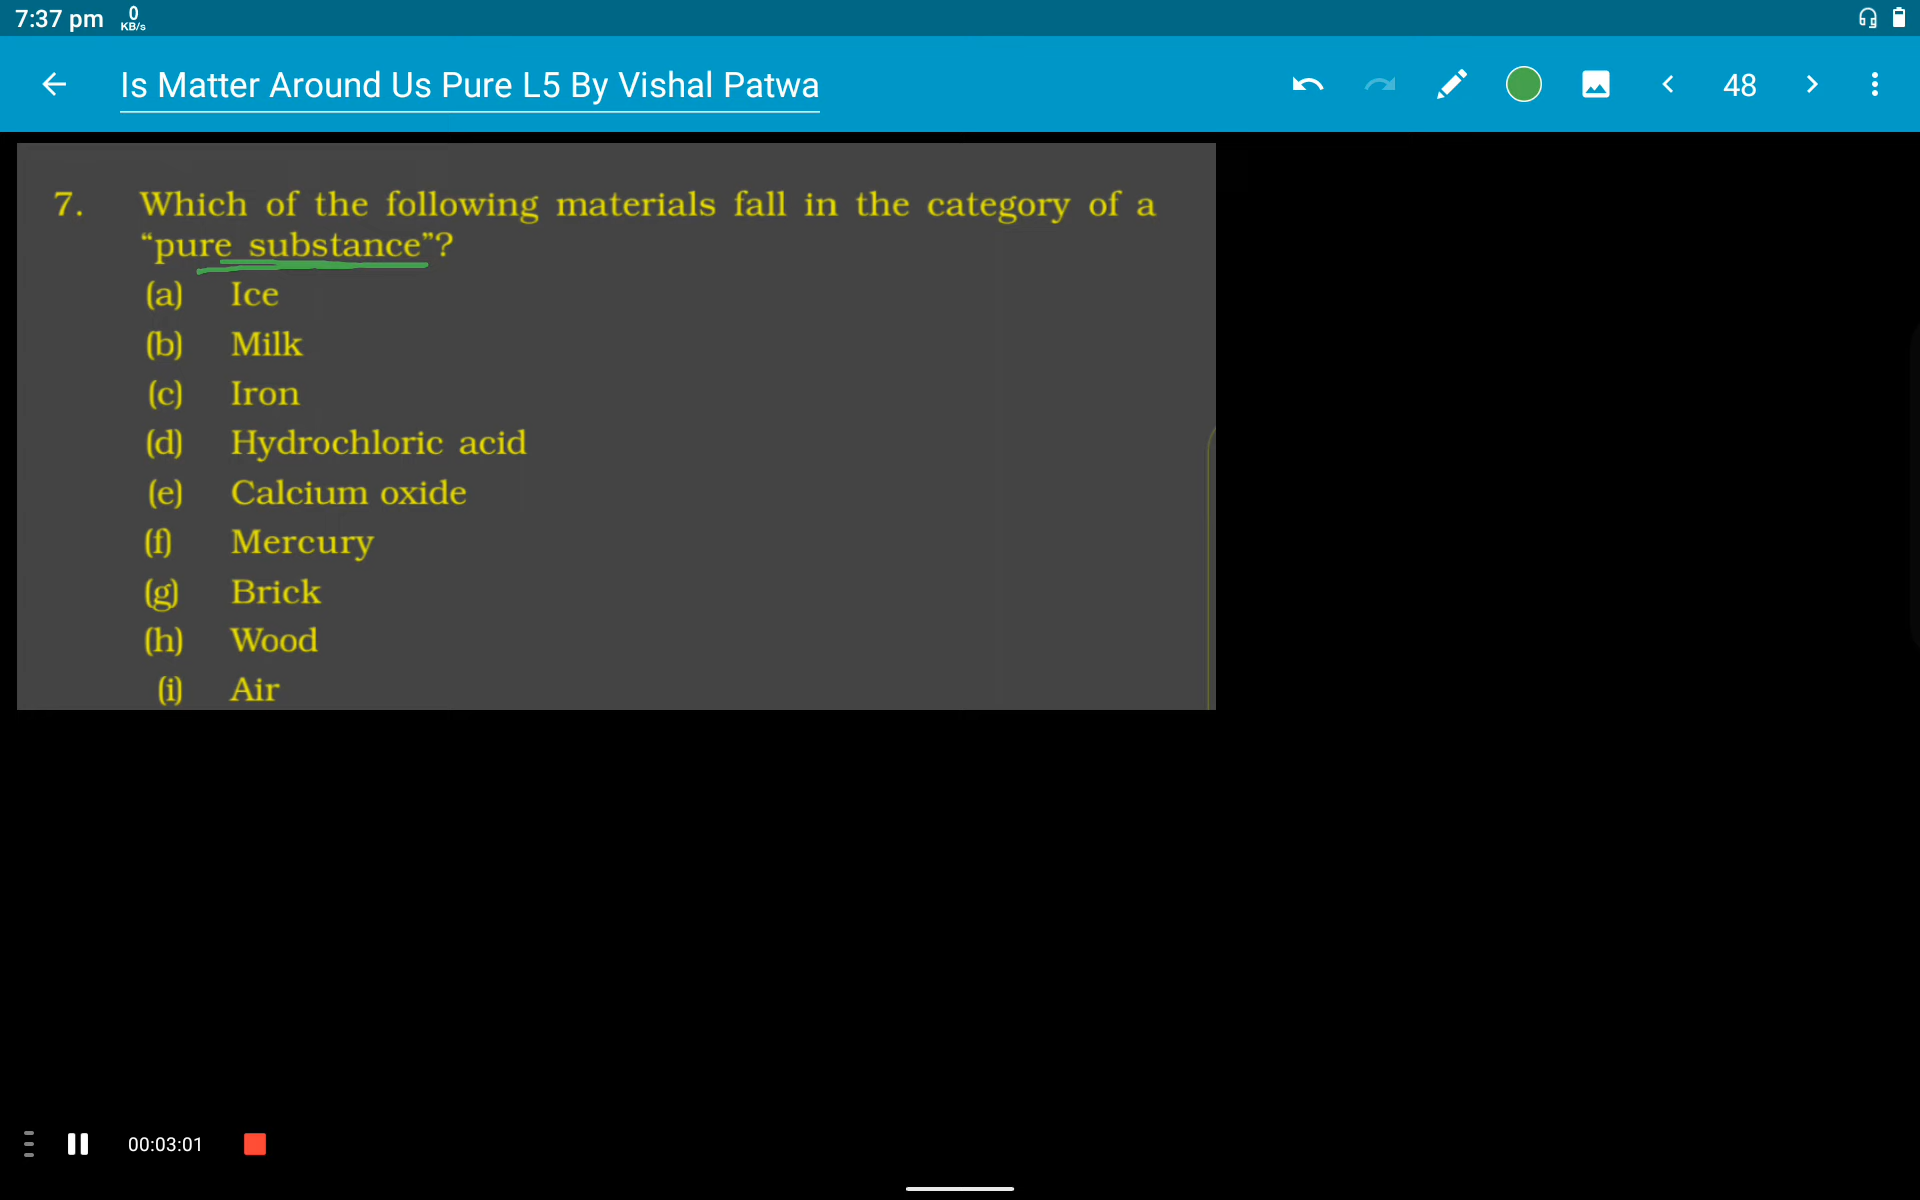 7:37 pm 0 KB/s
Is Matter Around Us Pure L5 By Vishal Patwa 48
7. Which of the following materials fall in the category of a
“pure substance”?
(a) Ice
(b) Milk
(c) Iron
(d) Hydrochloric acid
(e) Calcium oxide
(f) Mercury
(g) Brick
(h) Wood
(i) Air
00:03:01